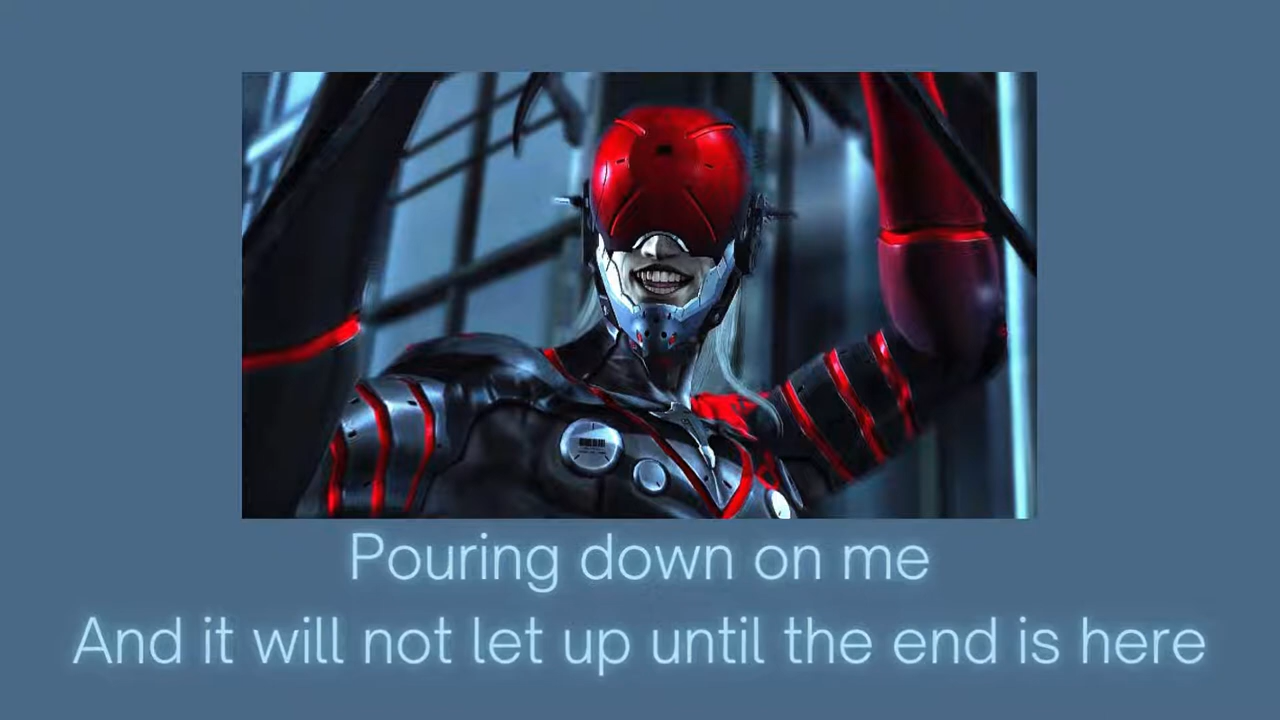 Pouring down on me
And it will not let up until the end is here